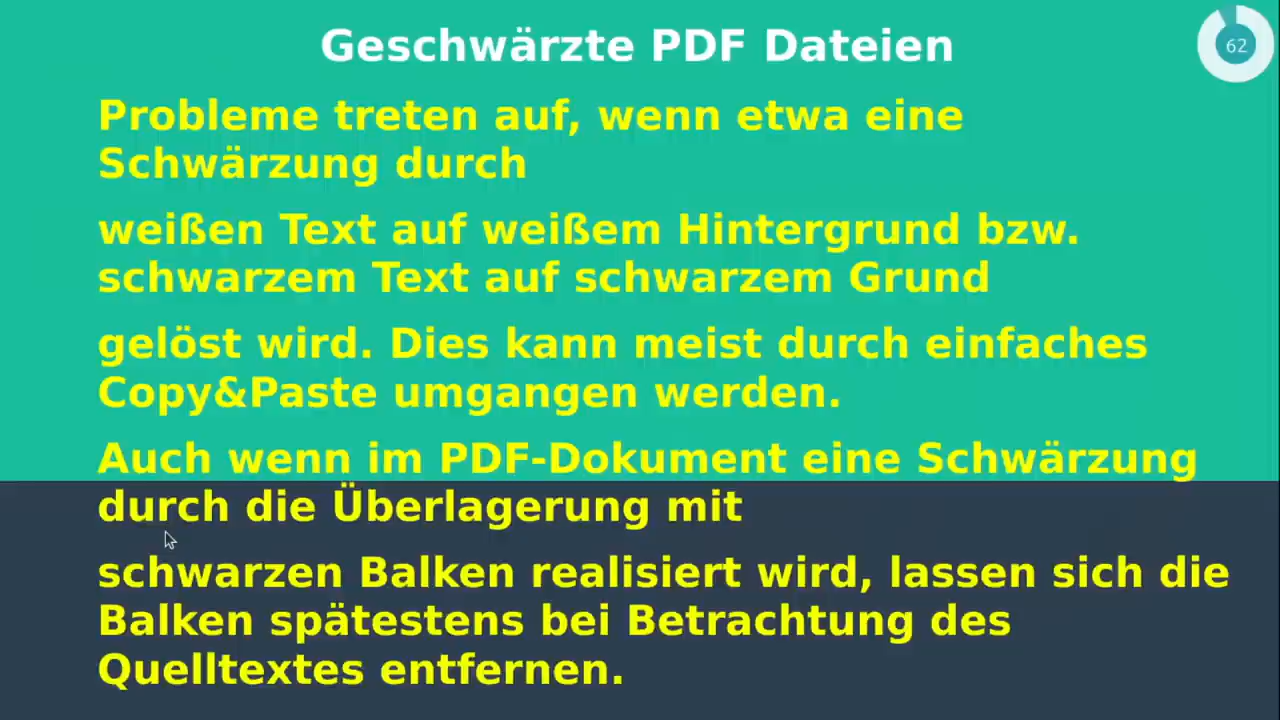 Geschwärzte PDF Dateien
62
Probleme treten auf, wenn etwa eine
Schwärzung durch
weißen Text auf weißem Hintergrund bzw.
schwarzem Text auf schwarzem Grund
gelöst wird. Dies kann meist durch einfaches
Copy&Paste umgangen werden.
Auch wenn im PDF-Dokument eine Schwärzung
durch die Überlagerung mit
schwarzen Balken realisiert wird, lassen sich die
Balken spätestens bei Betrachtung des
Quelltextes entfernen.